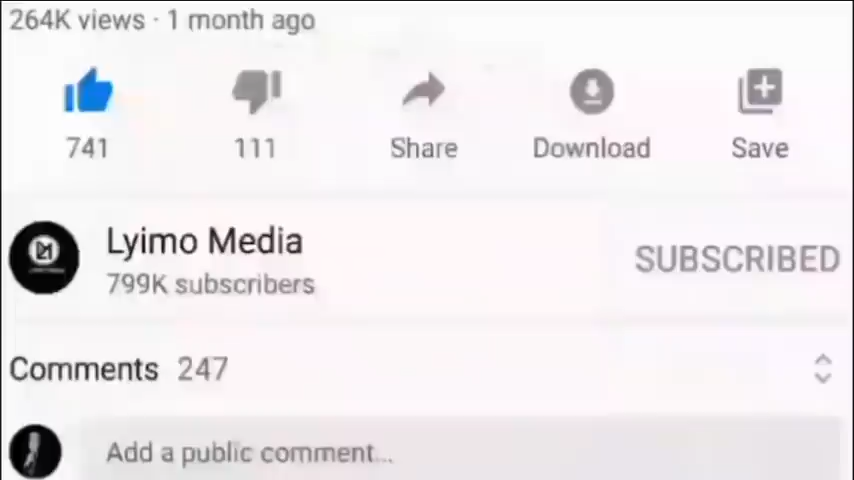 264K views · 1 month ago
741 111 Share Download Save
Lyimo Media
SUBSCRIBED
799K subscribers
Comments 247
Add a public comment...